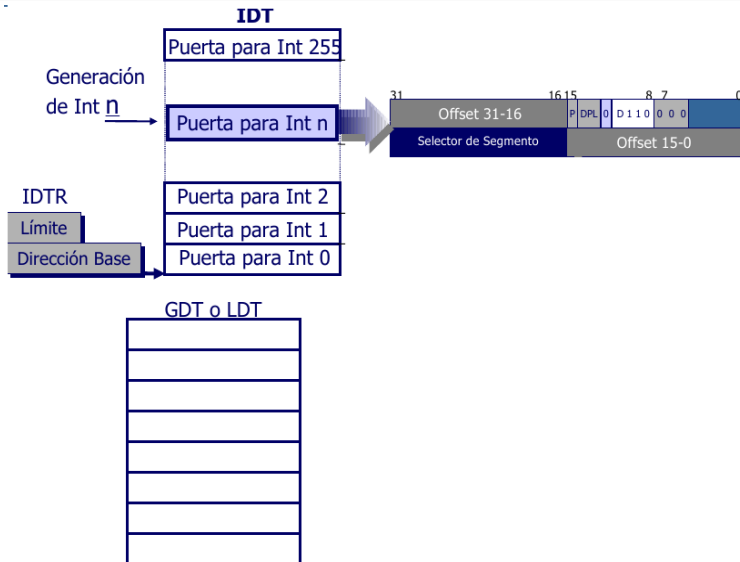 IDT
Puerta para Int 255
Generación
de Int n
Puerta para Int n
31 16 15 8 7 0
Offset 31-16 P DPL 0 D 1 1 0 0 0 0
Selector de Segmento Offset 15-0
IDTR
Puerta para Int 2
Límite
Puerta para Int 1
Dirección Base
Puerta para Int 0
GDT o LDT